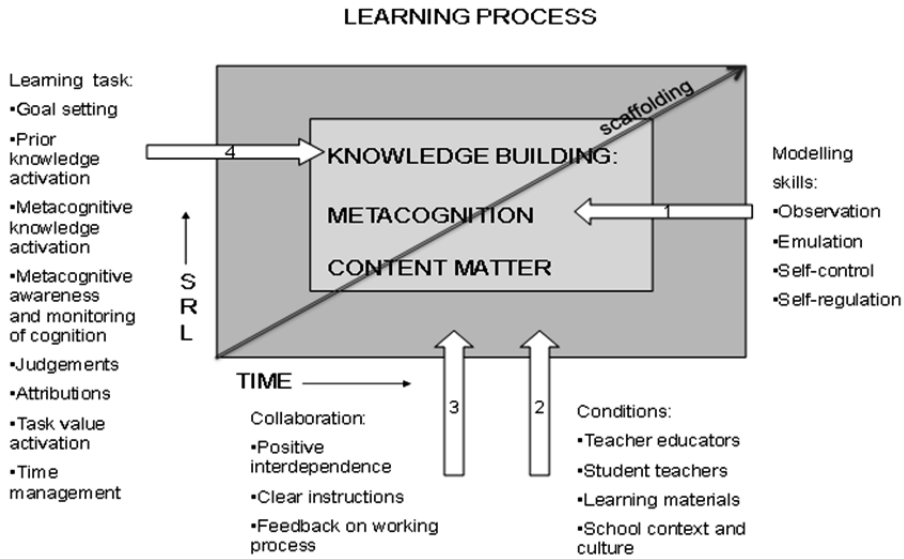 LEARNING PROCESS
Learning task:
•Goal setting
•Prior
knowledge
activation
•Metacognitive
knowledge
activation
•Metacognitive
awareness
and monitoring
of cognition
•Judgements
•Attributions
•Task value
activation
•Time
management
4
scaffolding
KNOWLEDGE BUILDING:
METACOGNITION
CONTENT MATTER
1
Modelling
skills:
•Observation
•Emulation
•Self-control
•Self-regulation
S
R
L
TIME
3
2
Collaboration:
•Positive
interdependence
•Clear instructions
•Feedback on working
process
Conditions:
•Teacher educators
•Student teachers
•Learning materials
•School context and
culture